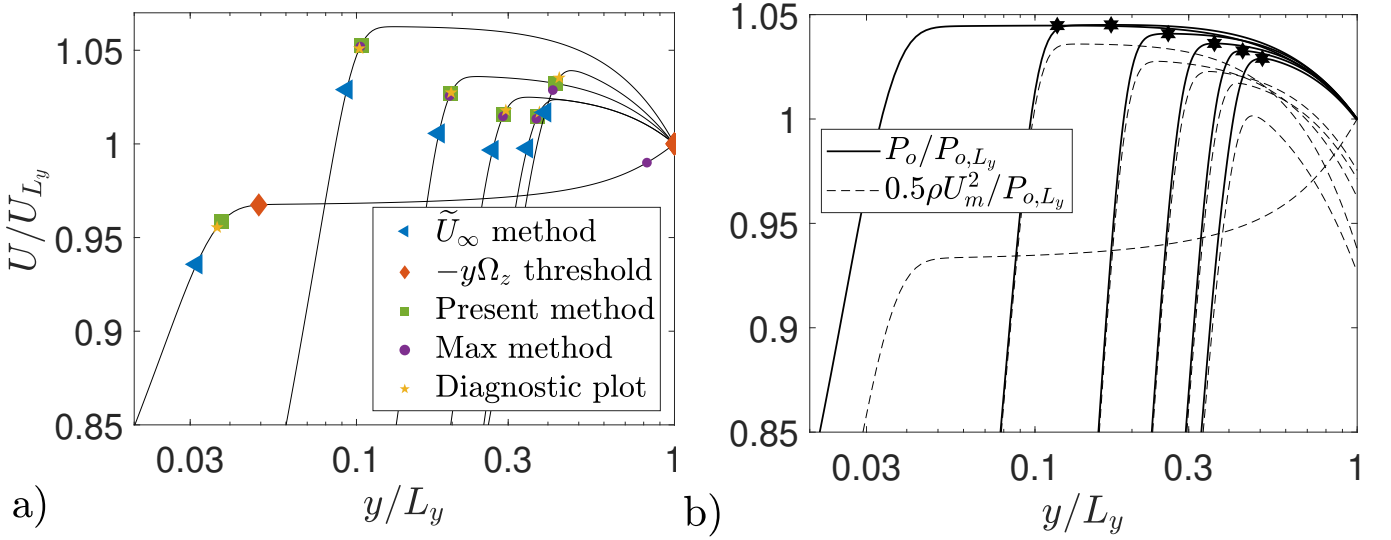 1.05
1
0.95
0.9
0.85
U/U_{L_y}
Ũ_∞ method
−yΩ_z threshold
Present method
Max method
Diagnostic plot
0.03 0.1 0.3 1
y/L_y
a)
1.05
1
0.95
0.9
0.85
P_o/P_{o,L_y}
0.5ρU_m^2/P_{o,L_y}
0.03 0.1 0.3 1
y/L_y
b)